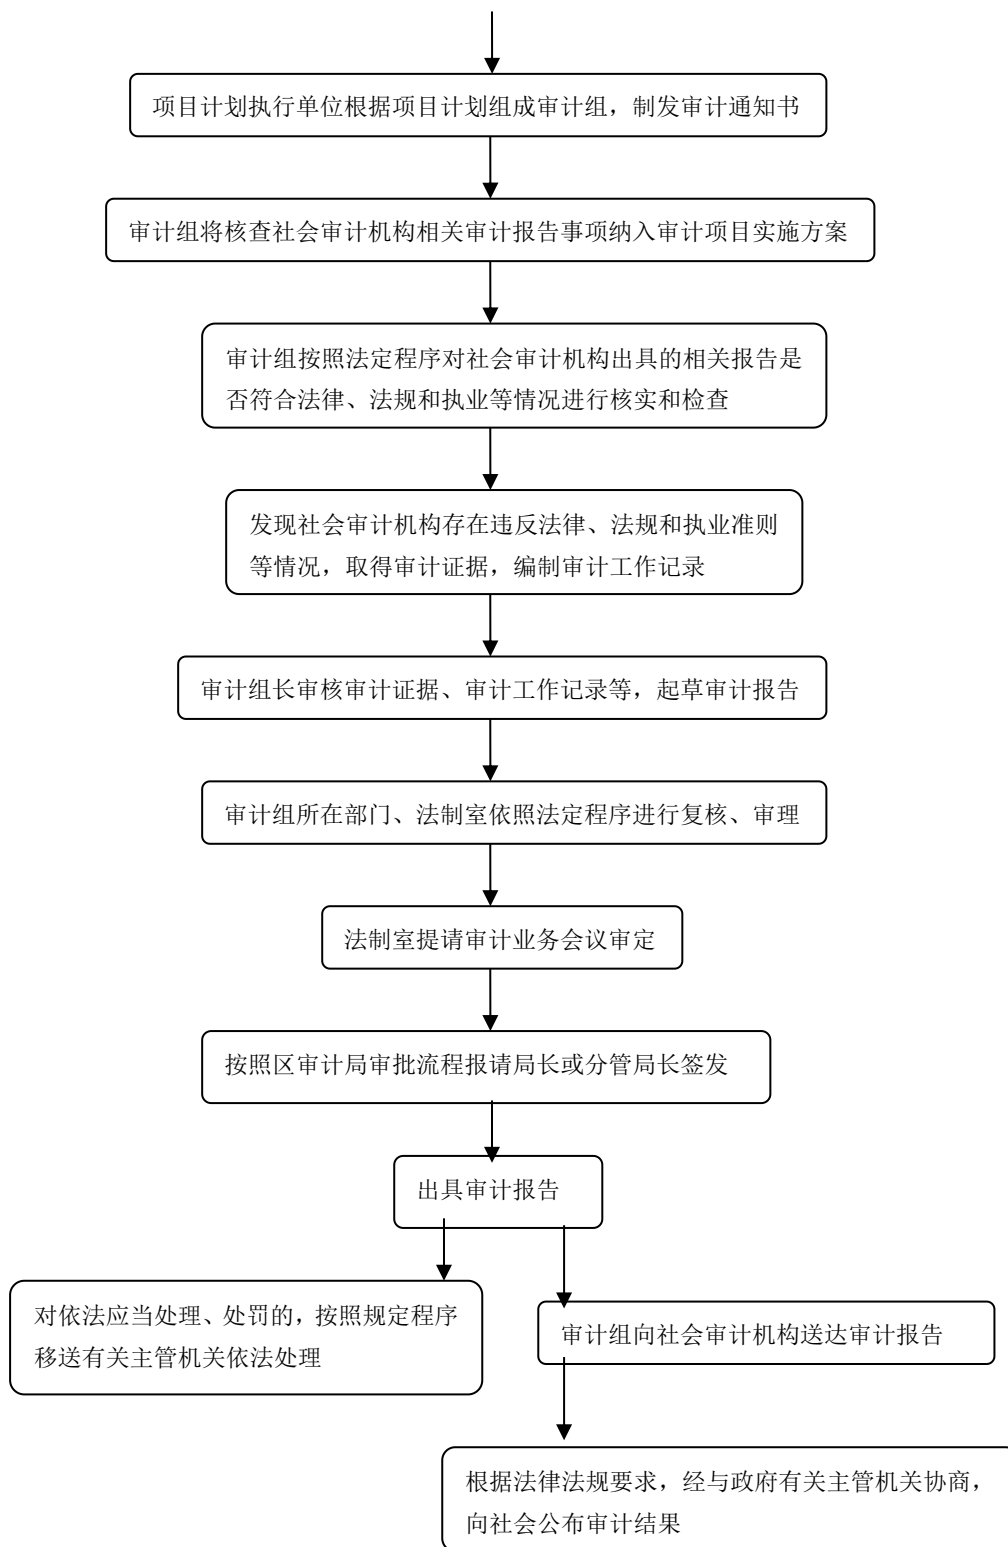 项目计划执行单位根据项目计划组成审计组，制发审计通知书
审计组将核查社会审计机构相关审计报告事项纳入审计项目实施方案
审计组按照法定程序对社会审计机构出具的相关报告是
否符合法律、法规和执业等情况进行核实和检查
发现社会审计机构存在违反法律、法规和执业准则
等情况，取得审计证据，编制审计工作记录
审计组长审核审计证据、审计工作记录等，起草审计报告
审计组所在部门、法制室依照法定程序进行复核、审理
法制室提请审计业务会议审定
按照区审计局审批流程报请局长或分管局长签发
出具审计报告
对依法应当处理、处罚的，按照规定程序
移送有关主管机关依法处理
审计组向社会审计机构送达审计报告
根据法律法规要求，经与政府有关主管机关协商，
向社会公布审计结果